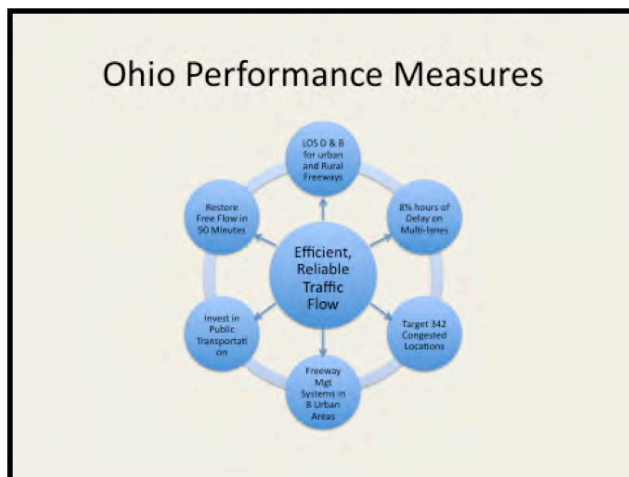 Ohio Performance Measures
LOS D & B
for urban
and Rural
Freeways
8% hours of
Delay on
Multi-lanes
Target 342
Congested
Locations
Freeway
Mgt
Systems in
8 Urban
Areas
Invest in
Public
Transportati
on
Restore
Free Flow in
90 Minutes
Efficient,
Reliable
Traffic
Flow